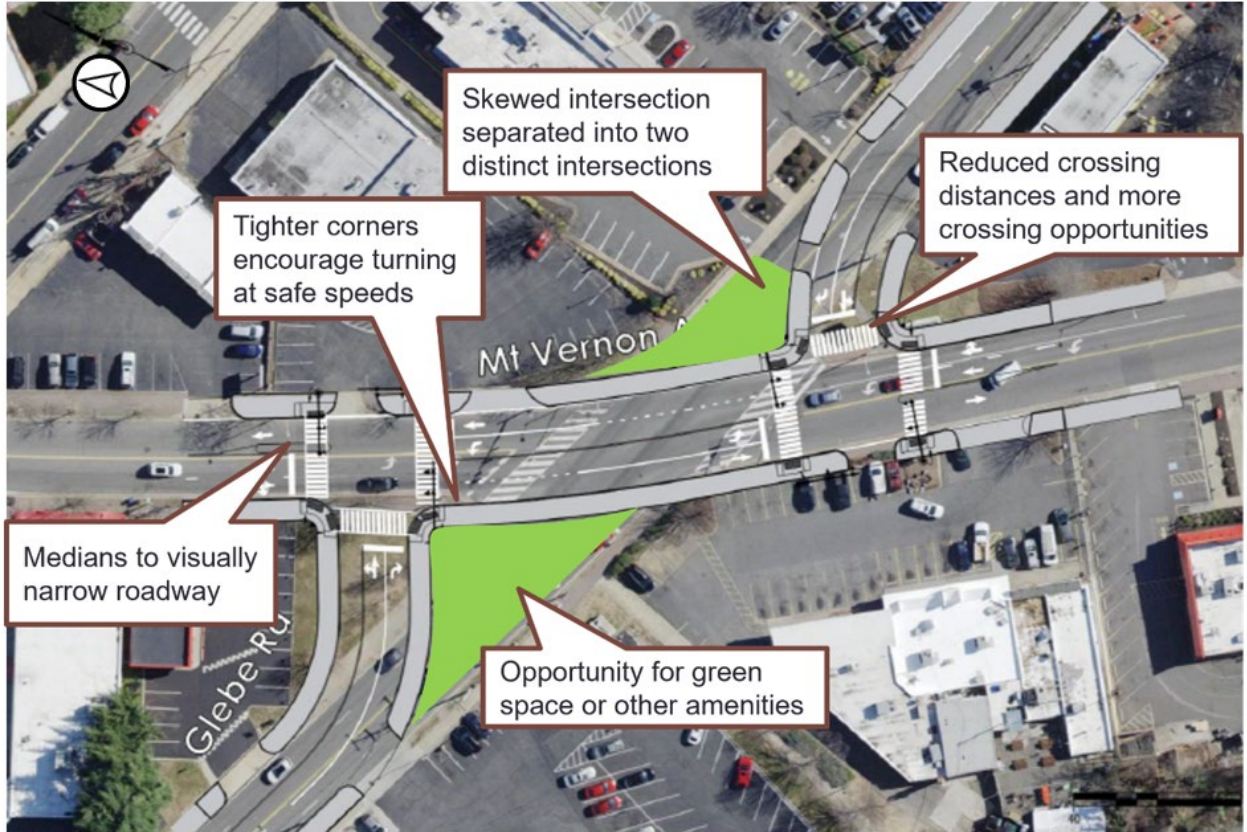 Skewed intersection
separated into two
distinct intersections
Reduced crossing
distances and more
crossing opportunities
Tighter corners
encourage turning
at safe speeds
Mt Vernon
Medians to visually
narrow roadway
Glebe Rd
Opportunity for green
space or other amenities
40